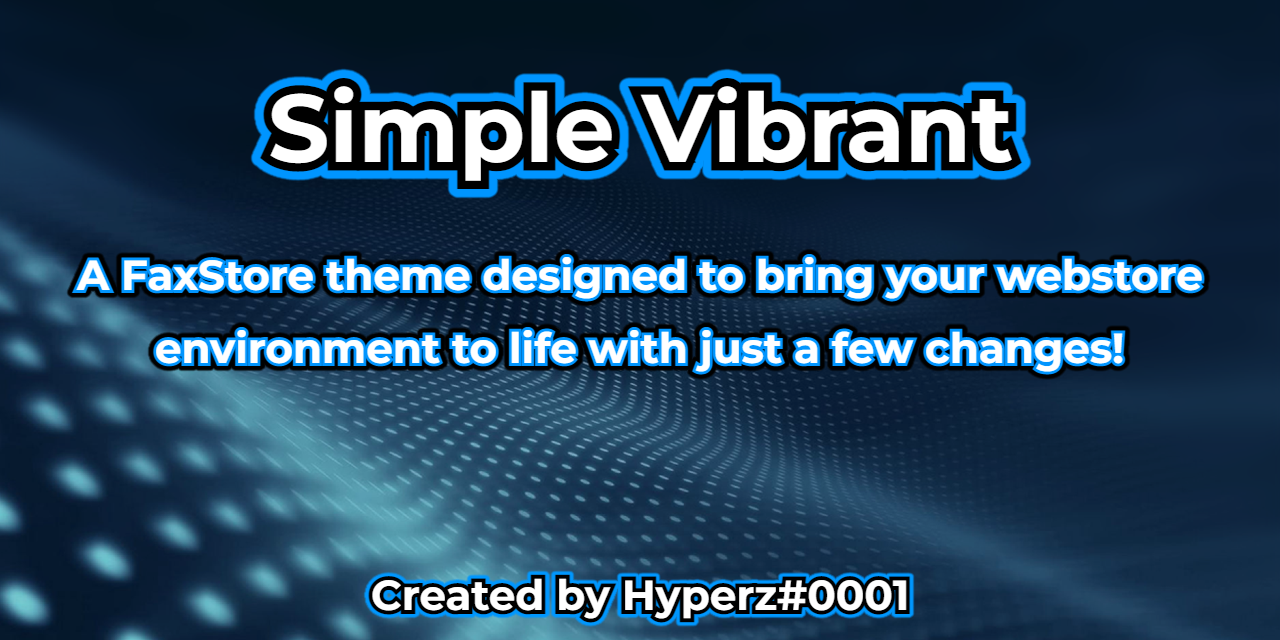 Simple Vibrant
A FaxStore theme designed to bring your webstore
environment to life with just a few changes!
Created by Hyperz#0001